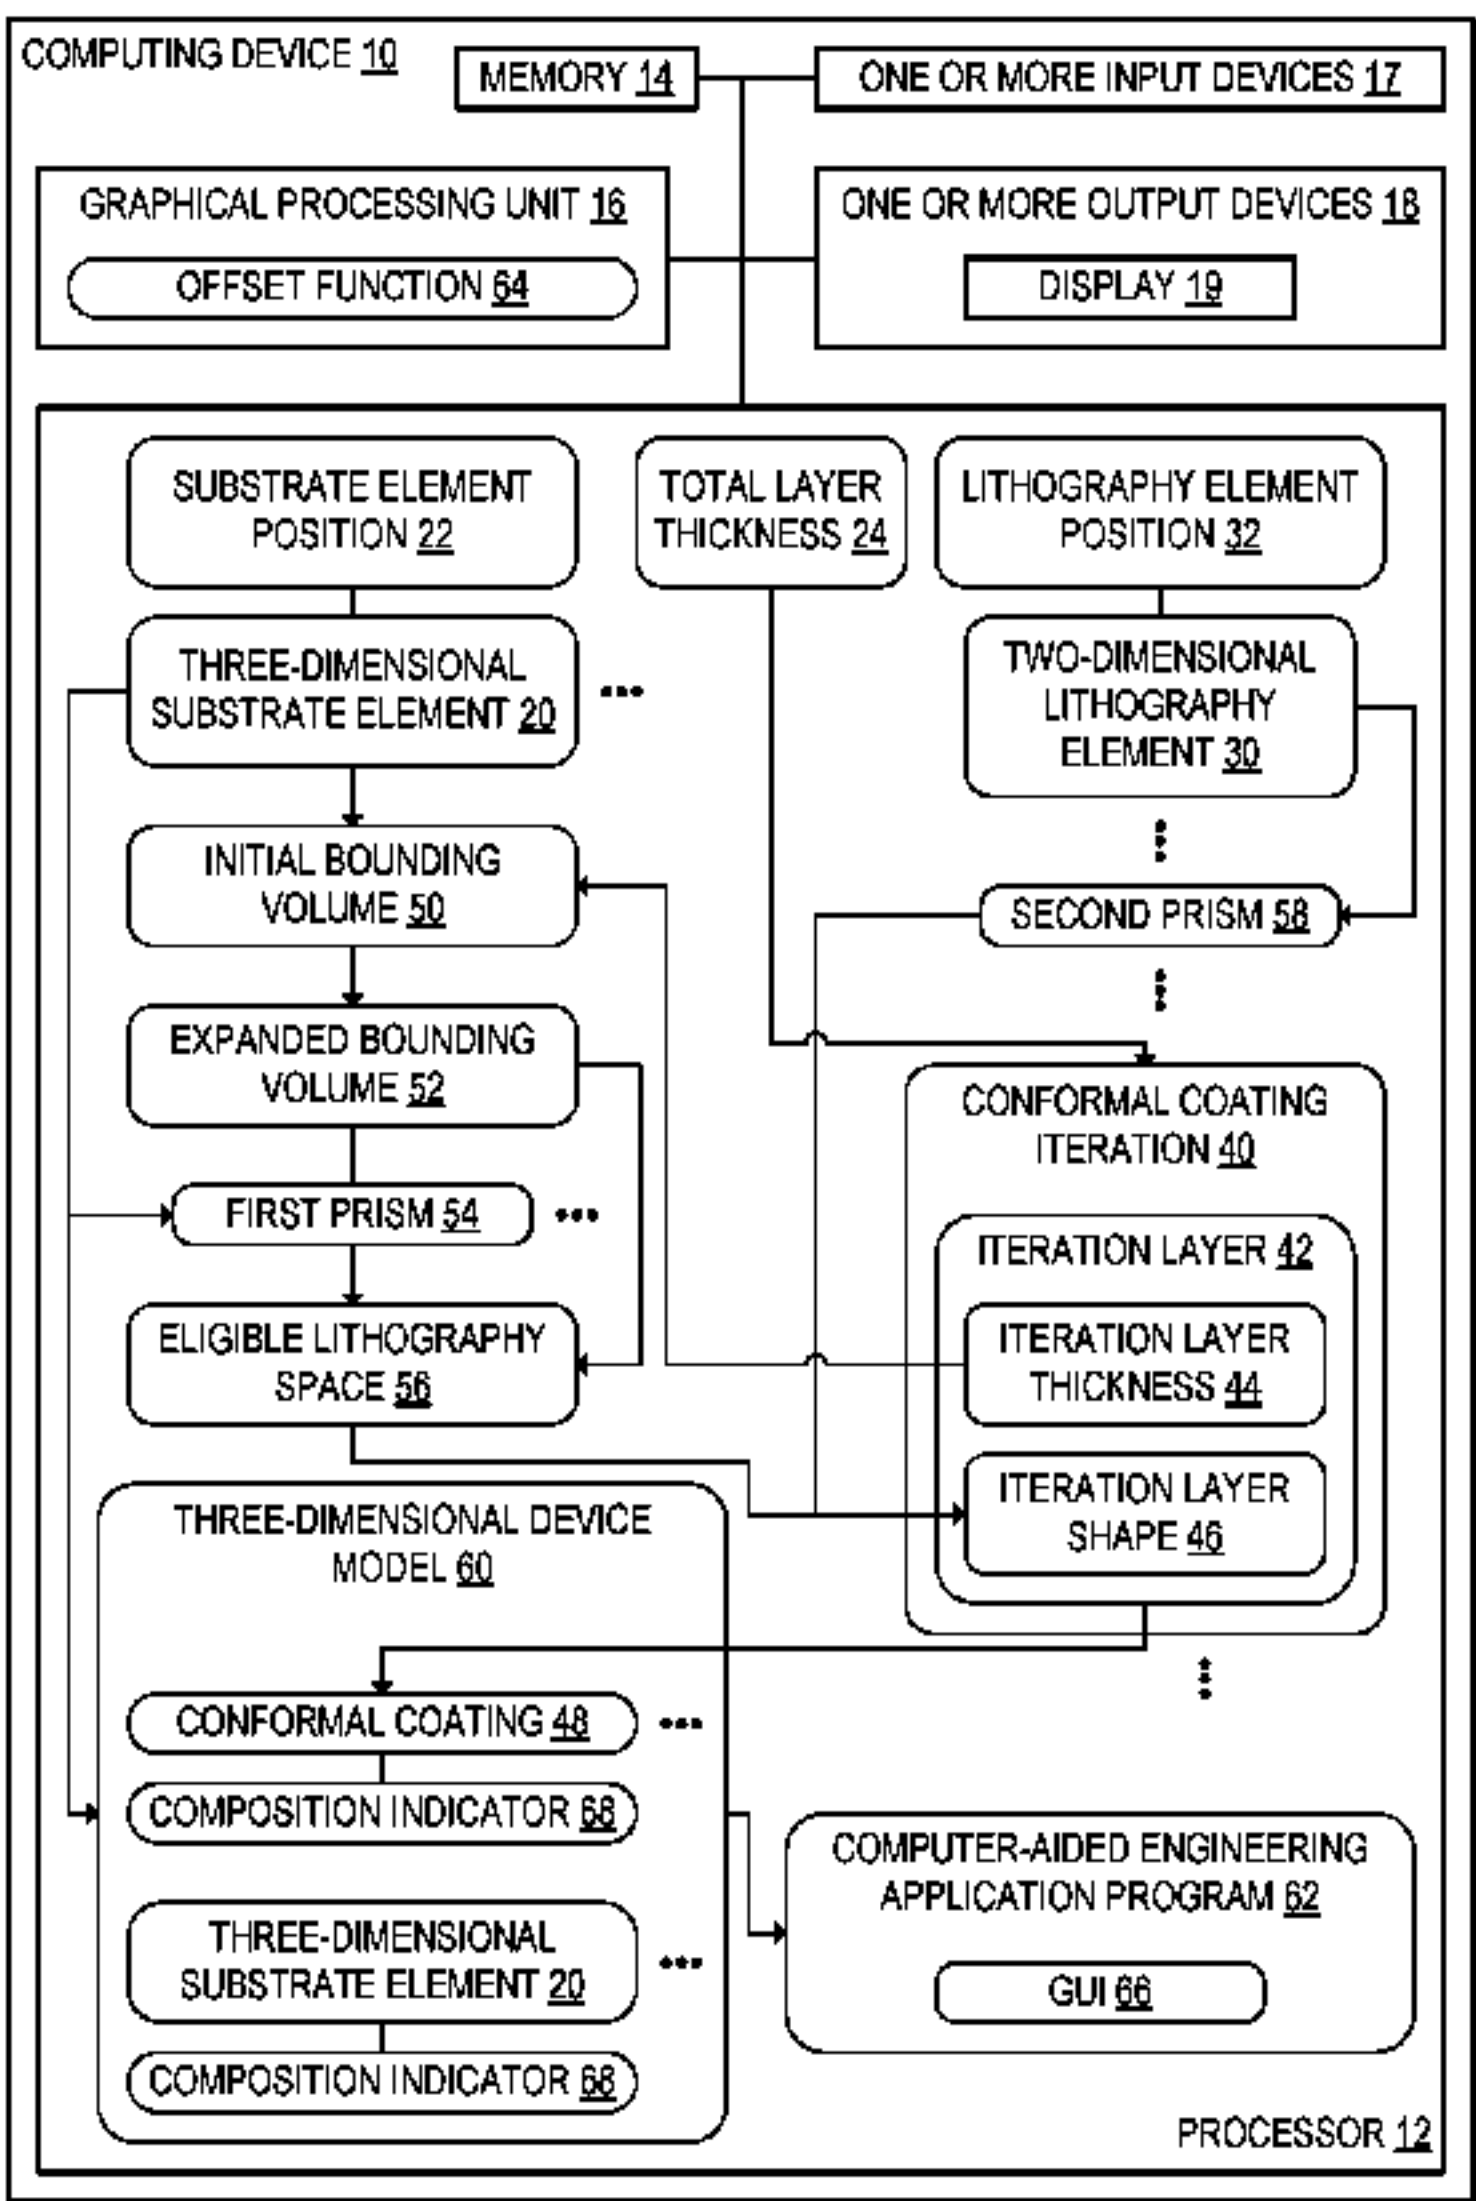 COMPUTING DEVICE 10
MEMORY 14
ONE OR MORE INPUT DEVICES 17
GRAPHICAL PROCESSING UNIT 16
OFFSET FUNCTION 64
ONE OR MORE OUTPUT DEVICES 18
DISPLAY 19
SUBSTRATE ELEMENT
POSITION 22
TOTAL LAYER
THICKNESS 24
LITHOGRAPHY ELEMENT
POSITION 32
THREE-DIMENSIONAL
SUBSTRATE ELEMENT 20
TWO-DIMENSIONAL
LITHOGRAPHY
ELEMENT 30
INITIAL BOUNDING
VOLUME 50
SECOND PRISM 58
EXPANDED BOUNDING
VOLUME 52
CONFORMAL COATING
ITERATION 40
FIRST PRISM 54
ITERATION LAYER 42
ELIGIBLE LITHOGRAPHY
SPACE 56
ITERATION LAYER
THICKNESS 44
ITERATION LAYER
SHAPE 46
THREE-DIMENSIONAL DEVICE
MODEL 60
CONFORMAL COATING 48
COMPOSITION INDICATOR 68
THREE-DIMENSIONAL
SUBSTRATE ELEMENT 20
COMPOSITION INDICATOR 68
COMPUTER-AIDED ENGINEERING
APPLICATION PROGRAM 62
GUI 66
PROCESSOR 12